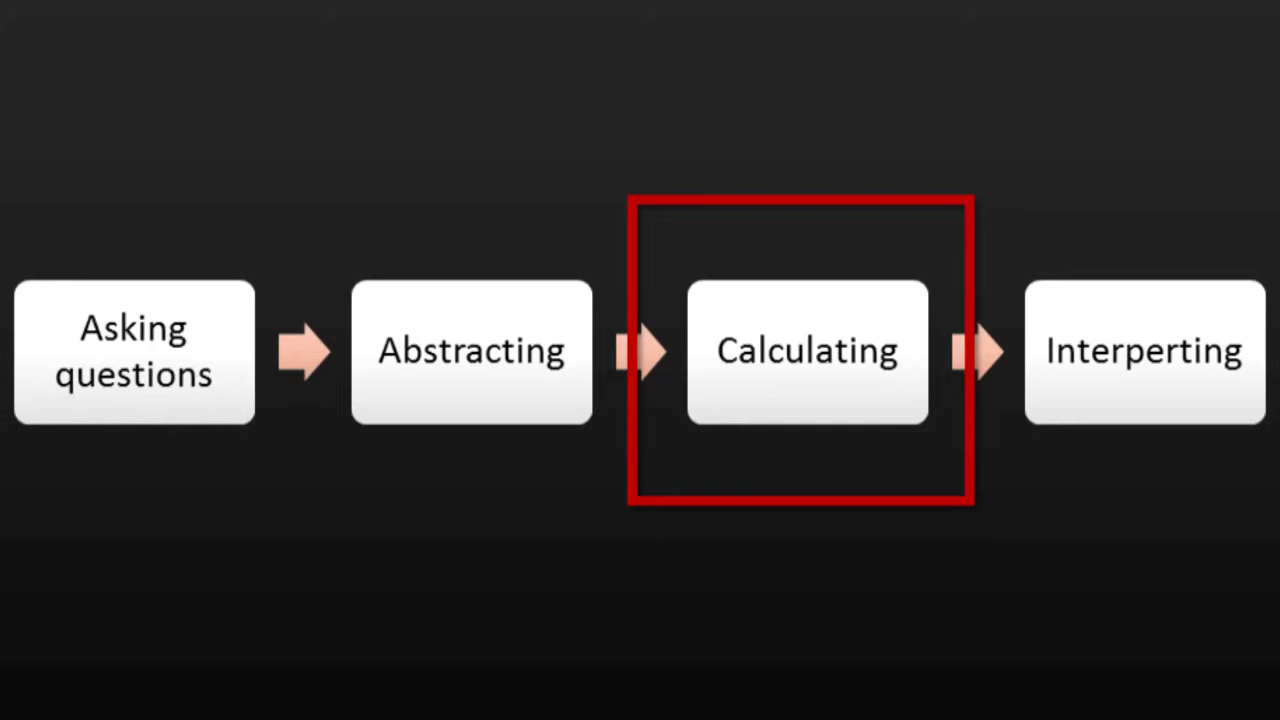 Asking
questions
Abstracting
Calculating
Interperting